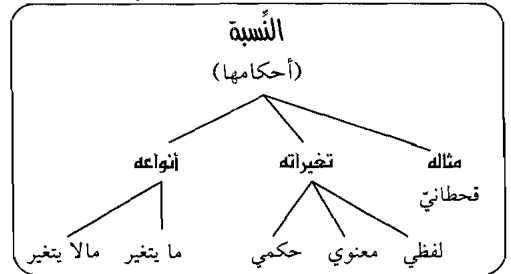 النِّسبة
(أحكامها)
مثاله تغيراته أنواعه
قحطانيّ
لفظي معنوي حكمي ما يتغير مالا يتغير